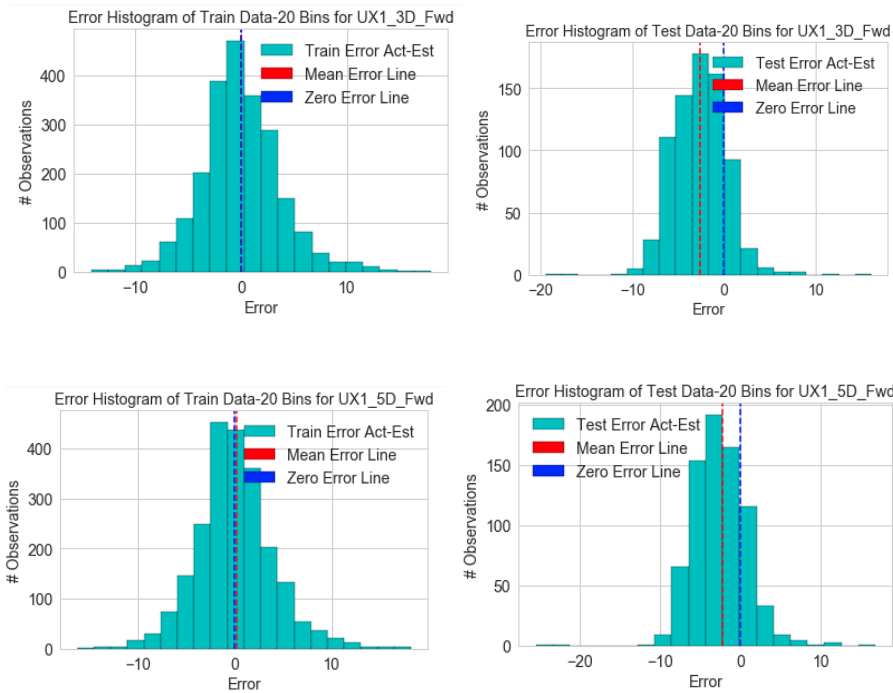 Error Histogram of Train Data-20 Bins for UX1_3D_Fwd
Train Error Act-Est
Mean Error Line
Zero Error Line
# Observations
400
300
200
100
0
−10
0
10
Error
Error Histogram of Test Data-20 Bins for UX1_3D_Fwd
Test Error Act-Est
Mean Error Line
Zero Error Line
# Observations
150
100
50
0
−20
−10
0
10
Error
Error Histogram of Train Data-20 Bins for UX1_5D_Fwd
Train Error Act-Est
Mean Error Line
Zero Error Line
# Observations
400
300
200
100
0
−10
0
10
Error
Error Histogram of Test Data-20 Bins for UX1_5D_Fwd
Test Error Act-Est
Mean Error Line
Zero Error Line
# Observations
200
150
100
50
0
−20
−10
0
10
Error